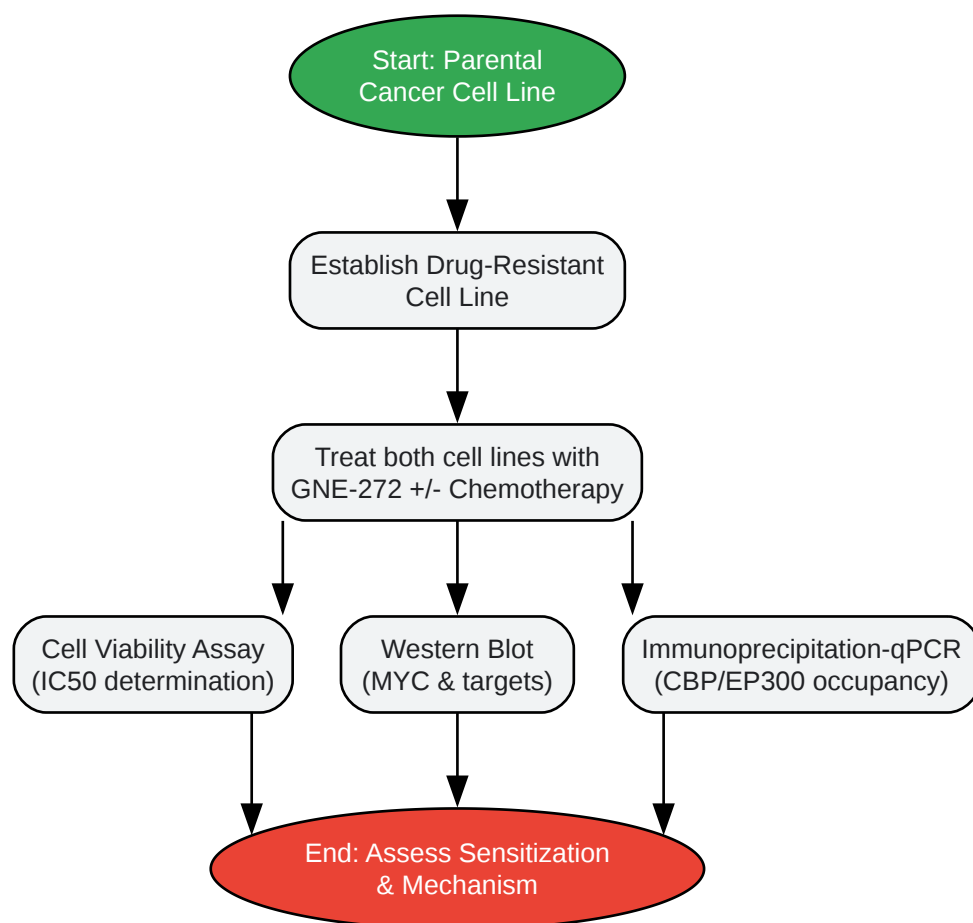 Start: Parental
Cancer Cell Line
Establish Drug-Resistant
Cell Line
Treat both cell lines with
GNE-272 +/- Chemotherapy
Cell Viability Assay
(IC50 determination)
Western Blot
(MYC & targets)
Immunoprecipitation-qPCR
(CBP/EP300 occupancy)
End: Assess Sensitization
& Mechanism